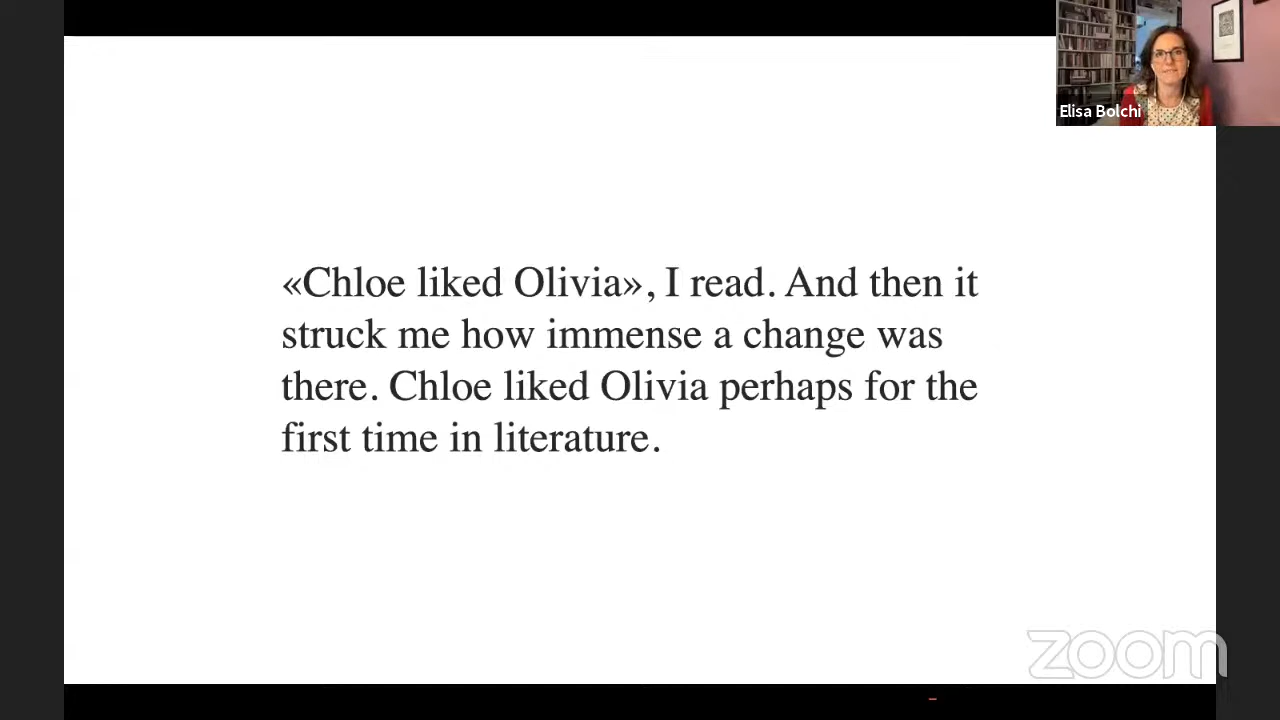 Elisa Bolchi
«Chloe liked Olivia», I read. And then it
struck me how immense a change was
there. Chloe liked Olivia perhaps for the
first time in literature.
zoom